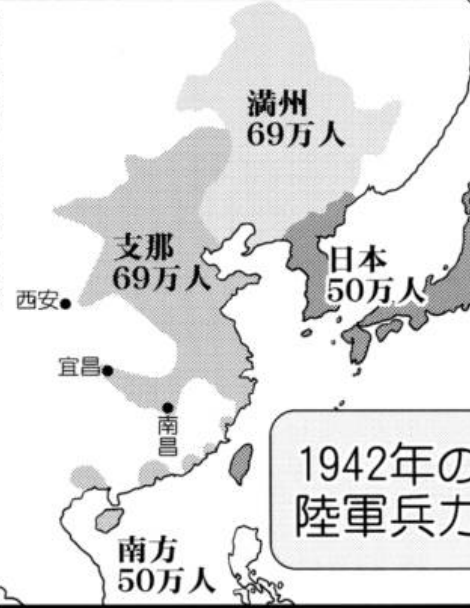 満州
69万人
支那
69万人
日本
50万人
西安
宜昌
南昌
1942年の
陸軍兵力
南方
50万人